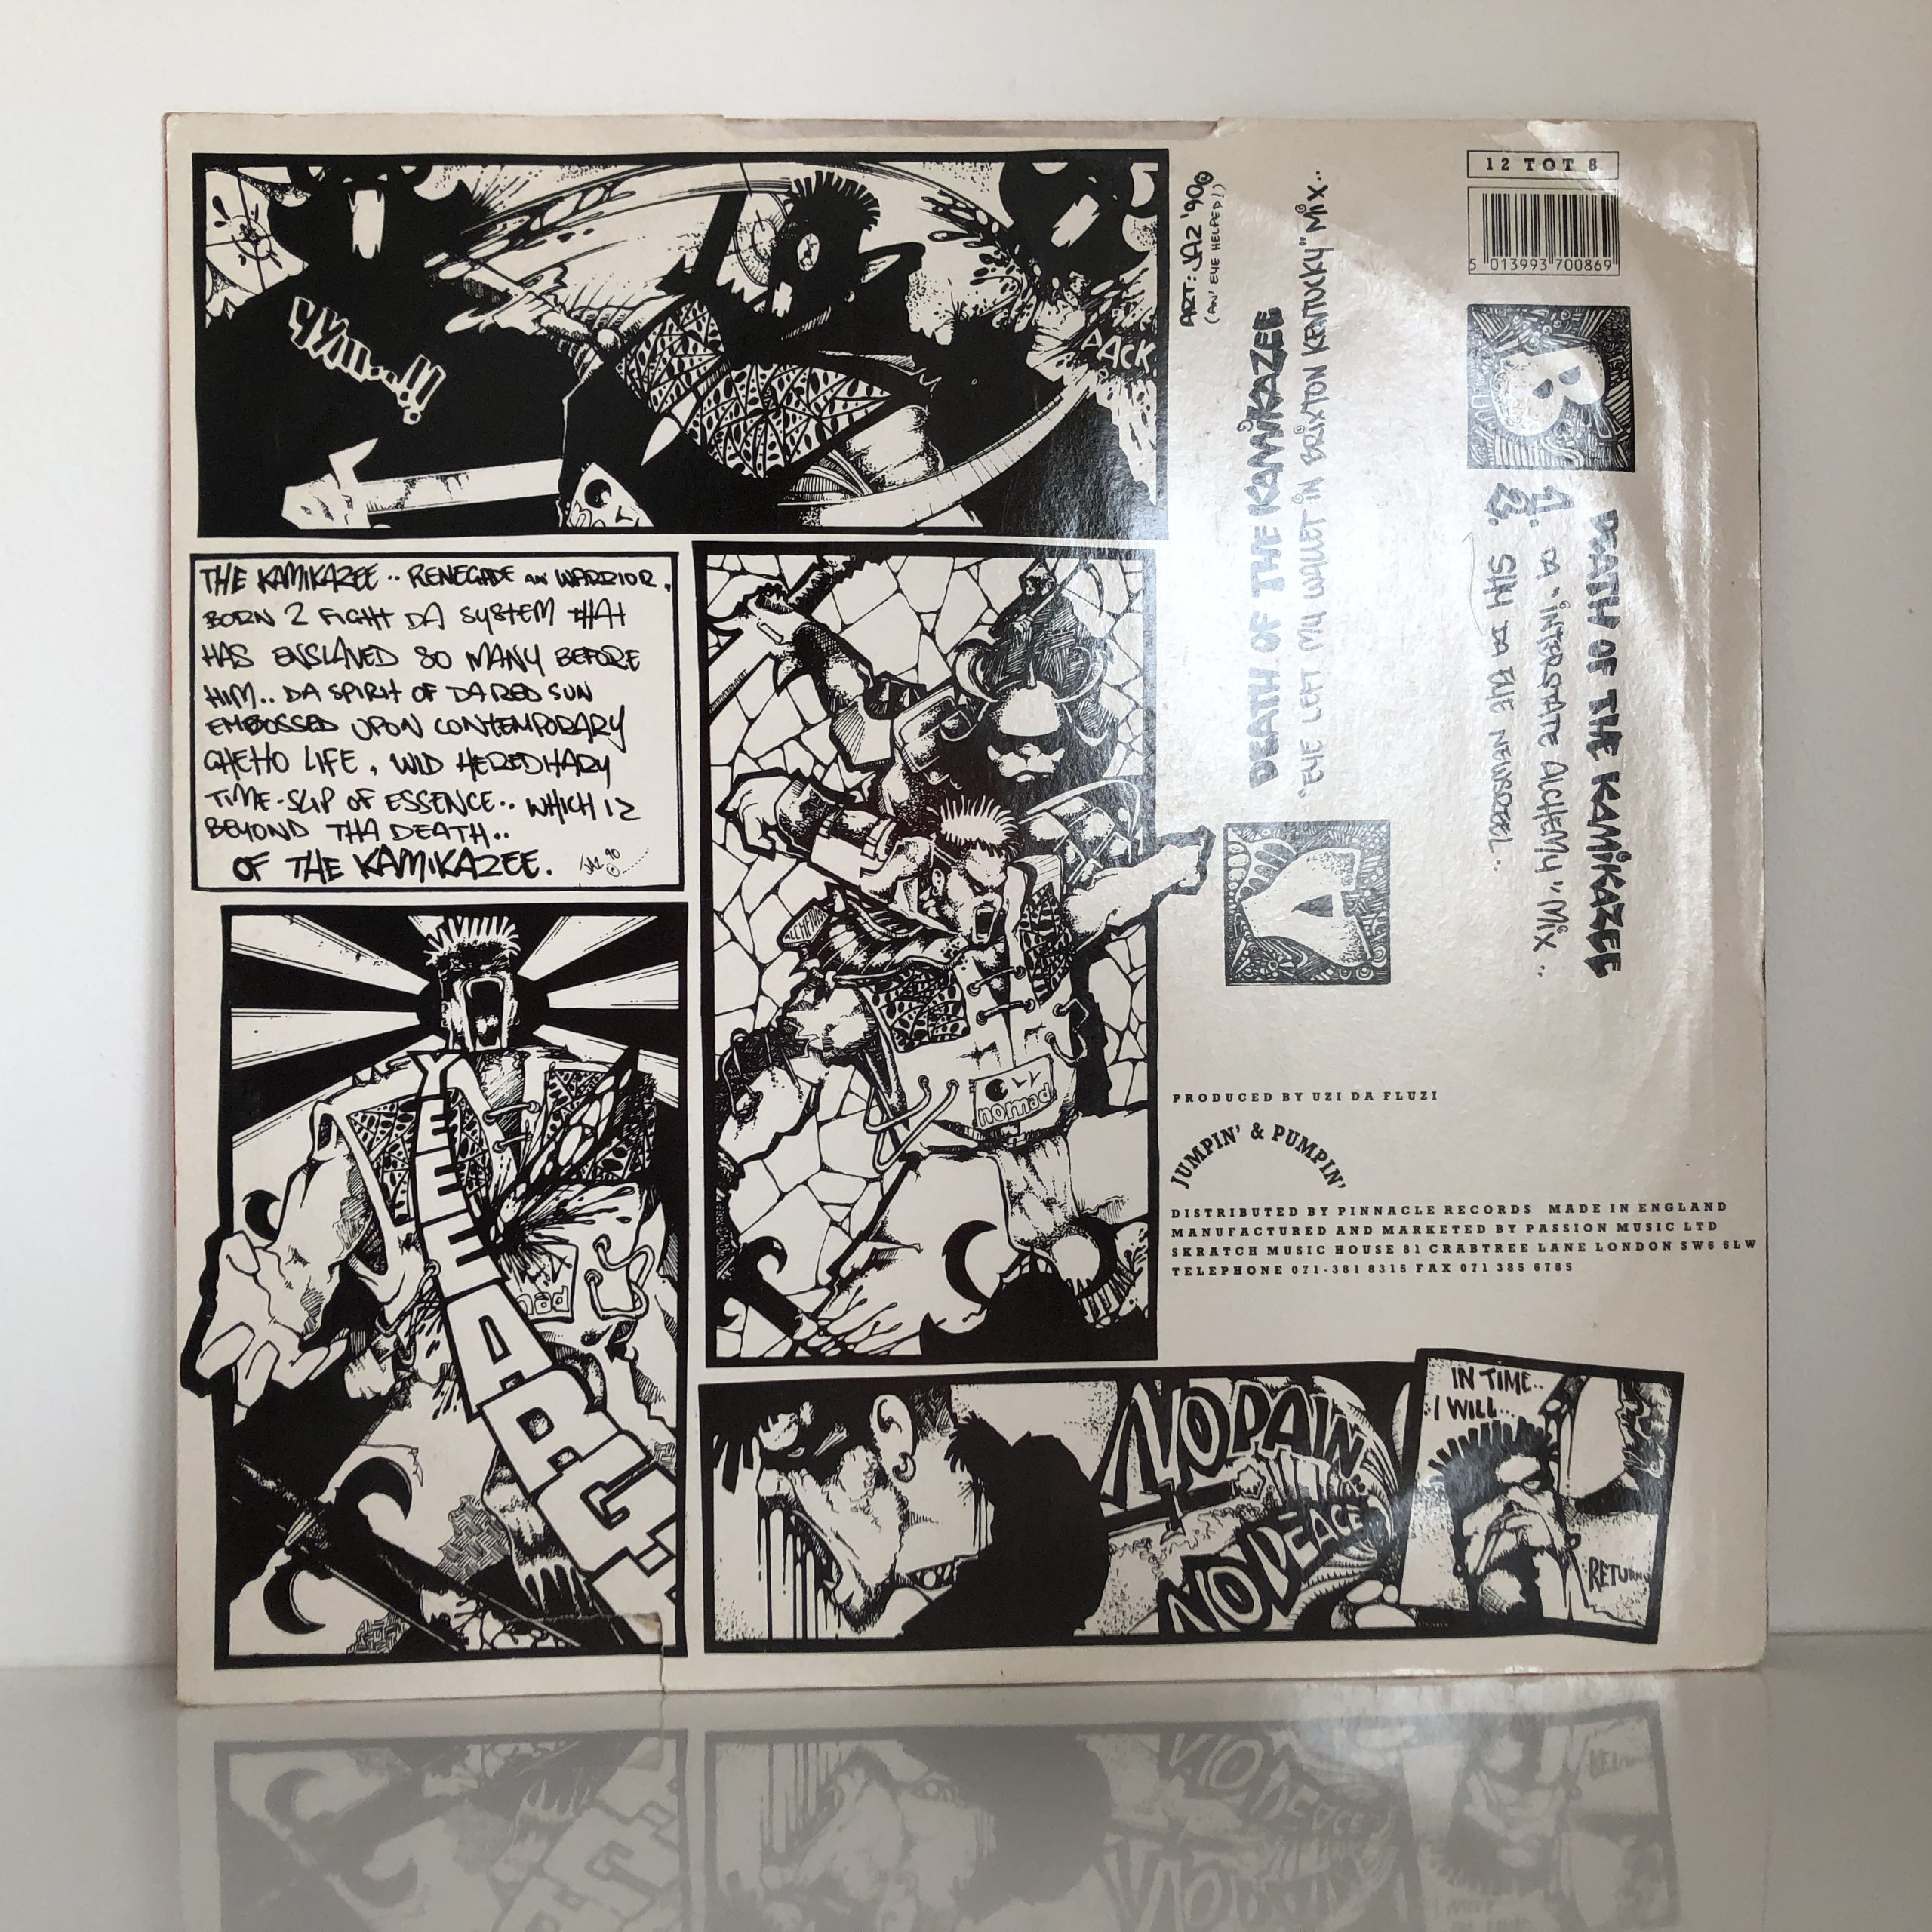 YYIII...!!
AACK
ART: JAZ '90©
(AN' EYE HELPED!)
12 TOT 8
5 013993 700869
THE KAMIKAZEE.. RENEGADE AN' WARRIOR.
BORN 2 FIGHT DA SYSTEM THAT
HAS ENSLAVED SO MANY BEFORE
HIM.. DA SPIRIT OF DA RED SUN
EMBOSSED UPON CONTEMPORARY
GHETTO LIFE, WID HEREDITARY
TIME-SLIP OF ESSENCE.. WHICH IZ
BEYOND THA DEATH..
OF THE KAMIKAZEE.
JAZ 90 ©
A
DEATH OF THE KAMIKAZEE
"EYE LEFT MY WALLET IN BRIXTON KENTUCKY" MIX..
B
DEATH OF THE KAMIKAZEE
1. DA "INTERSTATE ALCHEMY" MIX..
2. SIY DA FLIE NEWSREEL.
nomad
YEEEEARGH
PRODUCED BY UZI DA FLUZI
JUMPIN' & PUMPIN'
DISTRIBUTED BY PINNACLE RECORDS MADE IN ENGLAND
MANUFACTURED AND MARKETED BY PASSION MUSIC LTD
SKRATCH MUSIC HOUSE 81 CRABTREE LANE LONDON SW6 6LW
TELEPHONE 071-381 8315 FAX 071 385 6785
NO PAIN
NO PEACE
IN TIME..
I WILL..
RETURN